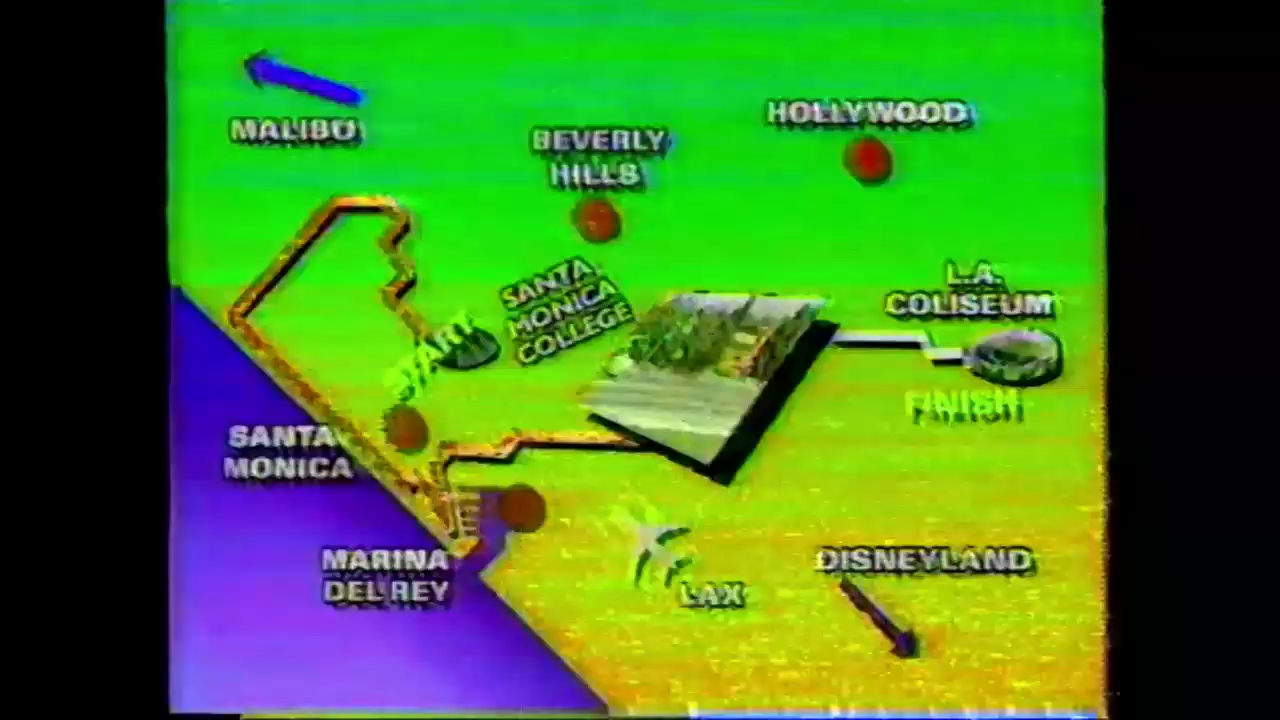 MALIBU
BEVERLY
HILLS
HOLLYWOOD
SANTA
MONICA
COLLEGE
START
L.A.
COLISEUM
FINISH
SANTA
MONICA
MARINA
DEL REY
LAX
DISNEYLAND